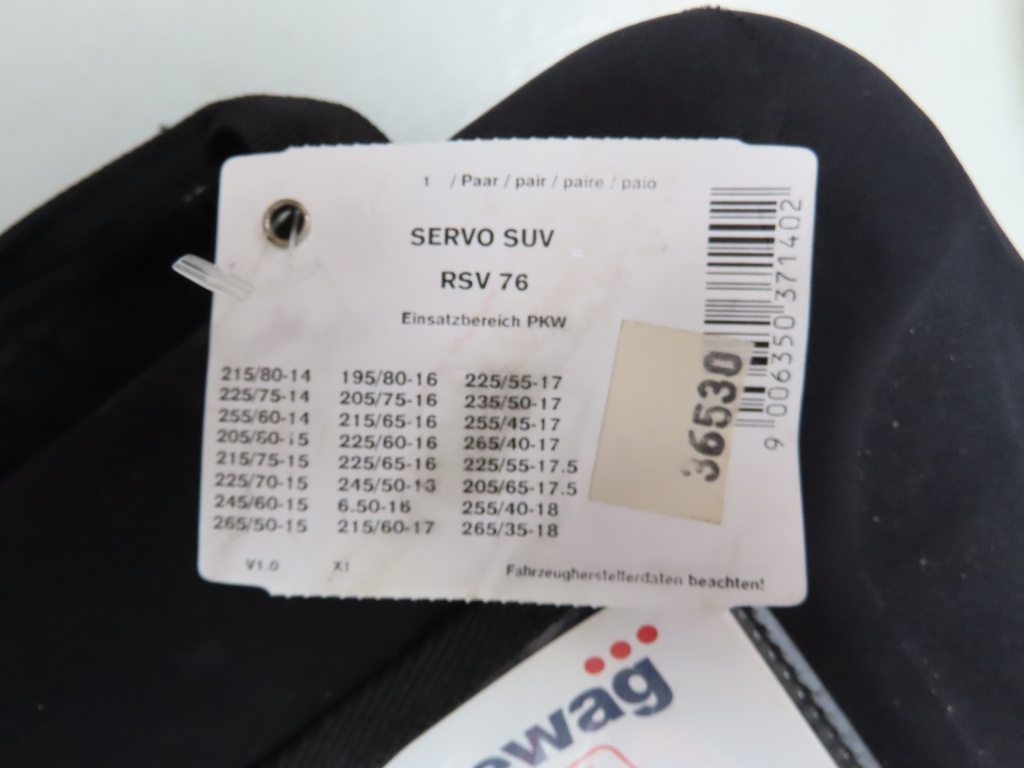 1 / Paar / pair / paire / paio
SERVO SUV
RSV 76
Einsatzbereich PKW
215/80-14 195/80-16 225/55-17
225/75-14 205/75-16 235/50-17
255/60-14 215/65-16 255/45-17
205/60-15 225/60-16 265/40-17
215/75-15 225/65-16 225/55-17.5
225/70-15 245/50-16 205/65-17.5
245/60-15 6.50-16 255/40-18
265/50-15 215/60-17 265/35-18
V1.0 X1 Fahrzeugherstellerdaten beachten!
36530
9 006350 371402
ewag